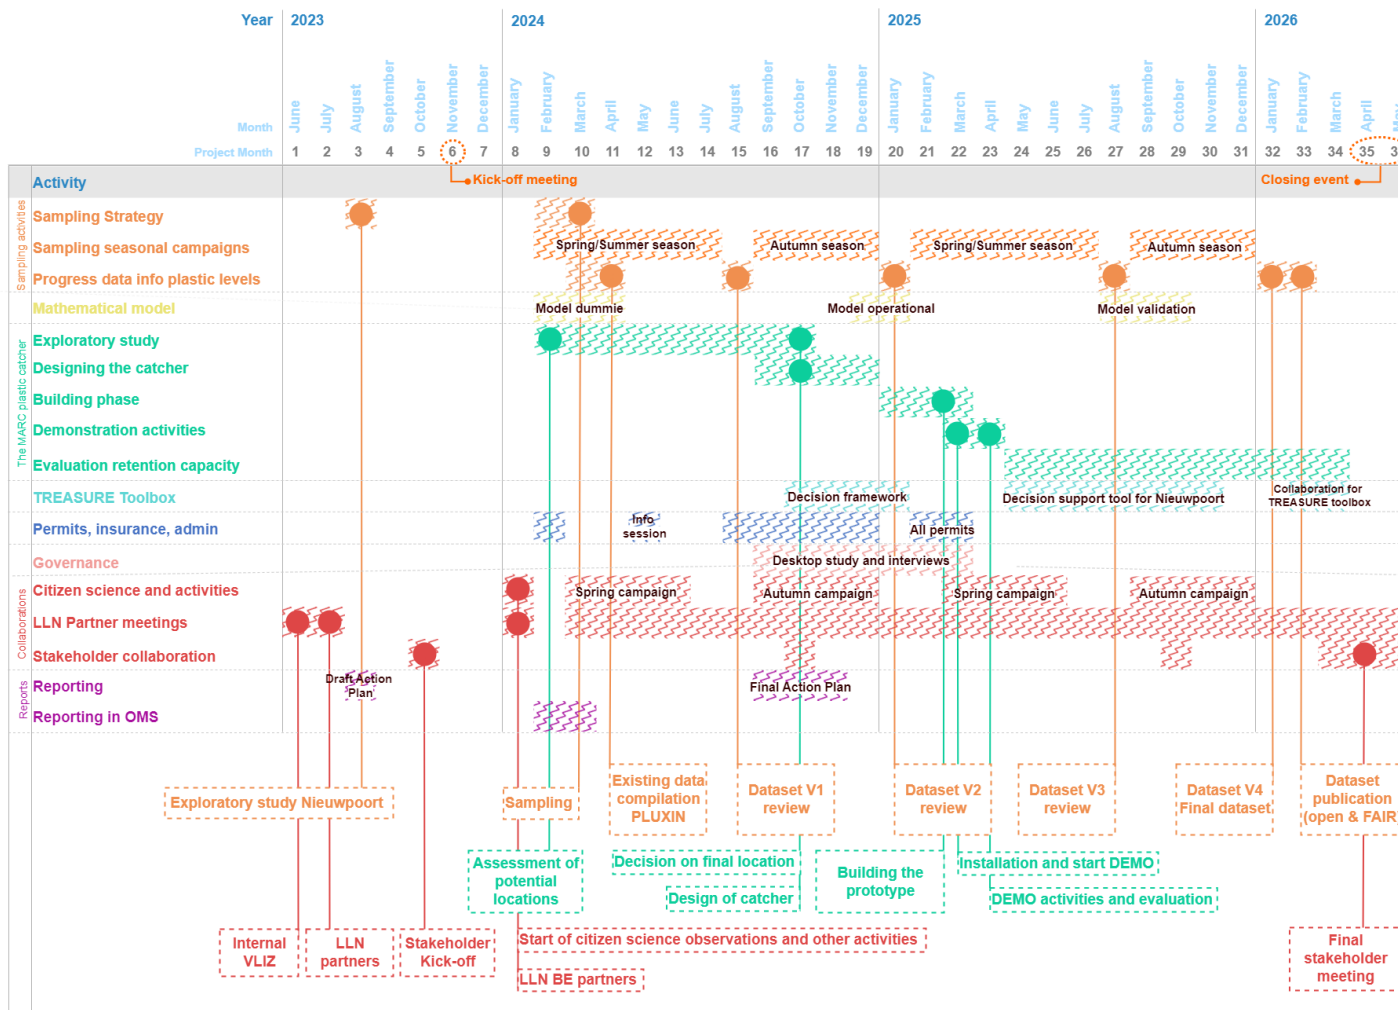 Year 2023 2024 2025 2026
Month June July August September October November December January February March April May June July August September October November December January February March April May June July August September October November December January February March April
Project Month 1 2 3 4 5 6 7 8 9 10 11 12 13 14 15 16 17 18 19 20 21 22 23 24 25 26 27 28 29 30 31 32 33 34 35
Activity Kick-off meeting Closing event
Sampling activities
Sampling Strategy
Sampling seasonal campaigns Spring/Summer season Autumn season Spring/Summer season Autumn season
Progress data info plastic levels
Mathematical model Model dummie Model operational Model validation
The MARC plastic catcher
Exploratory study
Designing the catcher
Building phase
Demonstration activities
Evaluation retention capacity
TREASURE Toolbox Decision framework Decision support tool for Nieuwpoort Collaboration for
TREASURE toolbox
Permits, insurance, admin Info
session All permits
Governance Desktop study and interviews
Collaborations
Citizen science and activities Spring campaign Autumn campaign Spring campaign Autumn campaign
LLN Partner meetings
Stakeholder collaboration
Reports
Reporting Draft Action
Plan Final Action Plan
Reporting in OMS
Exploratory study Nieuwpoort
Sampling
Existing data
compilation
PLUXIN
Dataset V1
review
Dataset V2
review
Dataset V3
review
Dataset V4
Final dataset
Dataset
publication
(open & FAIR)
Assessment of
potential
locations
Decision on final location
Design of catcher
Building the
prototype
Installation and start DEMO
DEMO activities and evaluation
Internal
VLIZ
LLN
partners
Stakeholder
Kick-off
Start of citizen science observations and other activities
LLN BE partners
Final
stakeholder
meeting